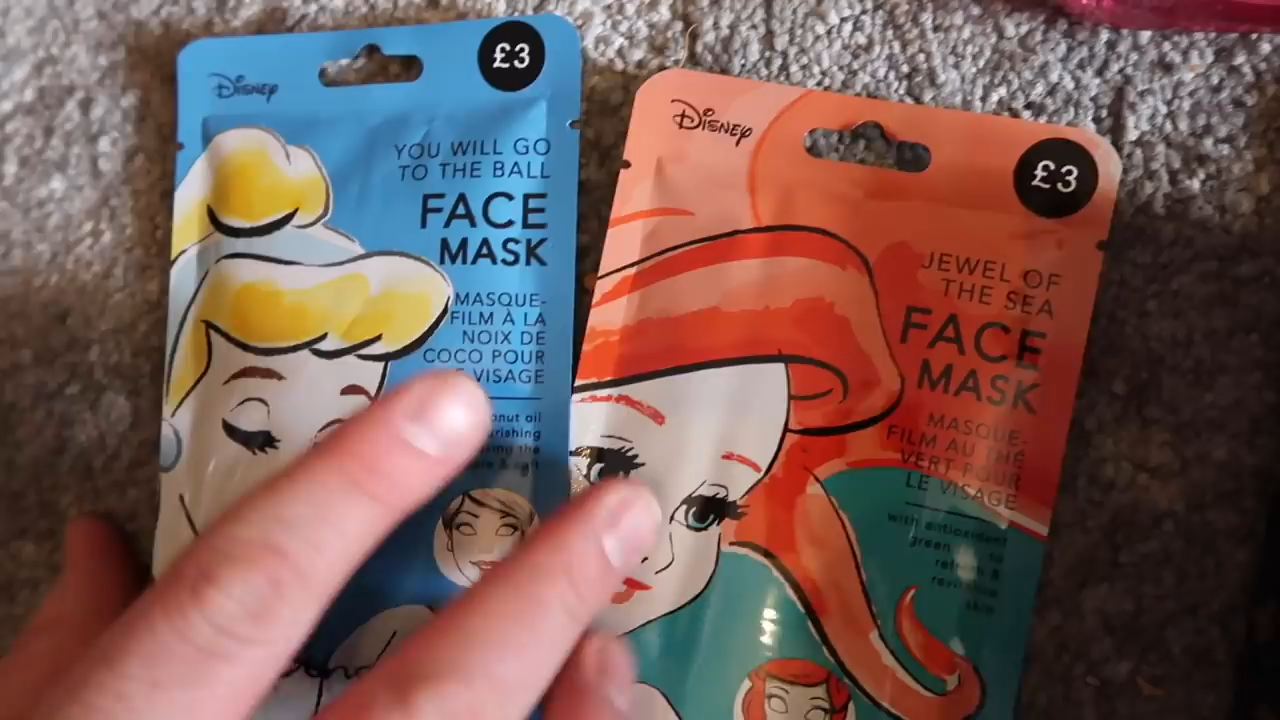 Disney
£3
YOU WILL GO
TO THE BALL
FACE
MASK
MASQUE-
FILM À LA
NOIX DE
COCO POUR
VISAGE
oil
the
Disney
£3
JEWEL OF
THE SEA
FACE
MASK
MASQUE-
FILM AU THÉ
VERT POUR
LE VISAGE
with antioxidant
green
&
skin